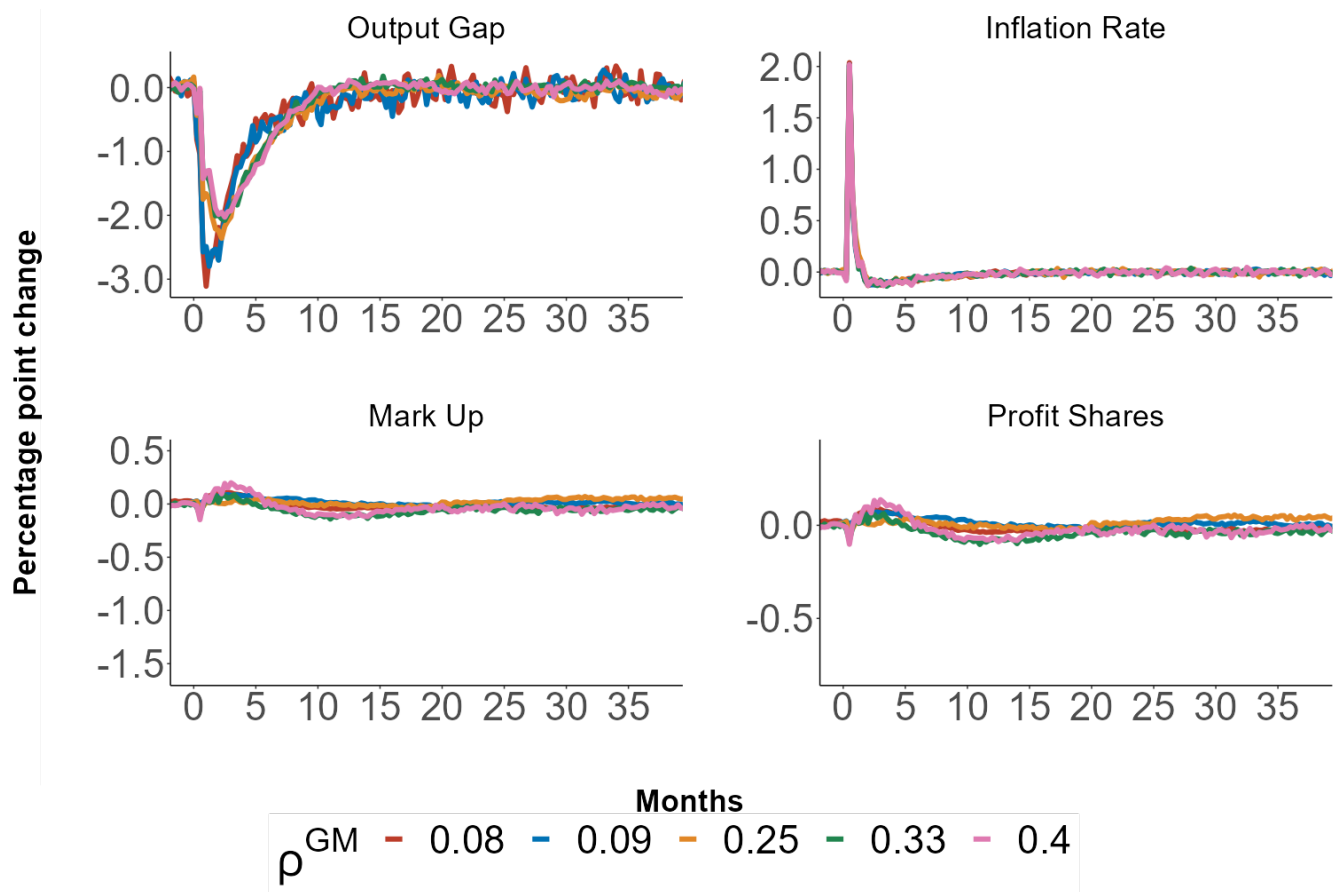 Output Gap
0.0
-1.0
-2.0
-3.0
0 5 10 15 20 25 30 35
Inflation Rate
2.0
1.5
1.0
0.5
0.0
0 5 10 15 20 25 30 35
Percentage point change
Mark Up
0.5
0.0
-0.5
-1.0
-1.5
0 5 10 15 20 25 30 35
Profit Shares
0.0
-0.5
0 5 10 15 20 25 30 35
Months
ρ^GM 0.08 0.09 0.25 0.33 0.4